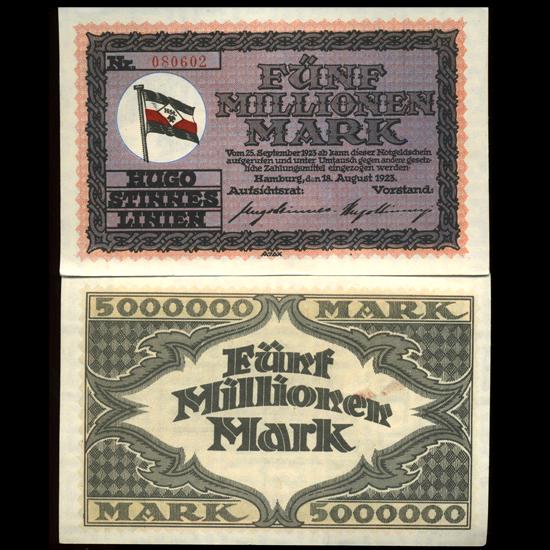 Nr. 080602
FÜNF
MILLIONEN
MARK
Vom 25. September 1923 ab kann dieser Notgeldschein
aufgerufen und unter Umtausch gegen andere gesetz-
liche Zahlungsmittel eingezogen werden.
Hamburg, den 18. August 1923.
Aufsichtsrat: Vorstand:
HUGO
STINNES
LINIEN
5000000 MARK
Fünf
Millionen
Mark
MARK 5000000